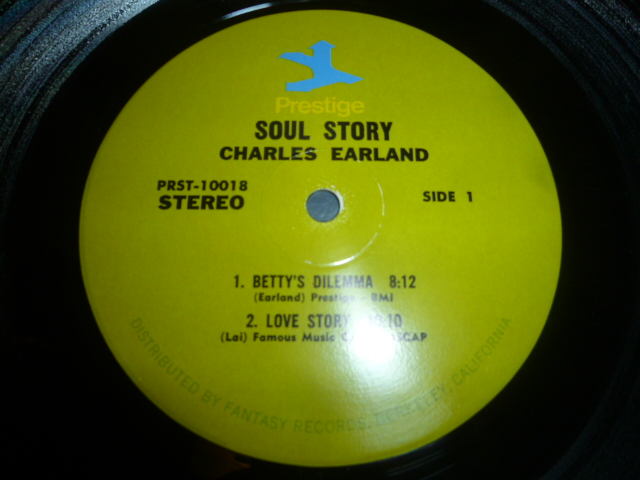 Prestige
SOUL STORY
CHARLES EARLAND
PRST-10018
STEREO
SIDE 1
1. BETTY'S DILEMMA 8:12
(Earland) Prestige - BMI
2. LOVE STORY
(Lai) Famous Music
DISTRIBUTED BY FANTASY RECORDS, BERKELEY, CALIFORNIA